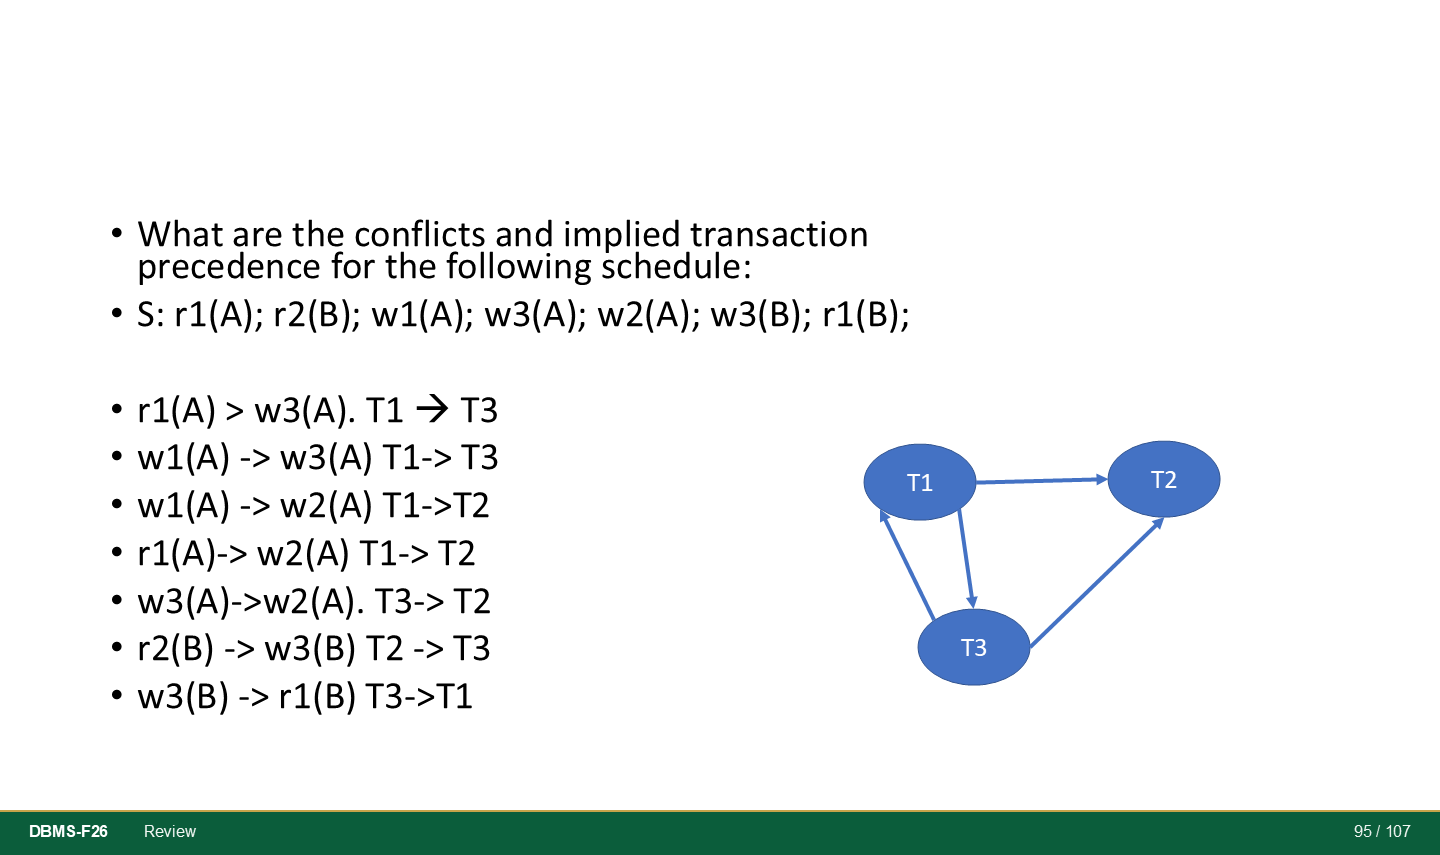 • What are the conflicts and implied transaction
precedence for the following schedule:
• S: r1(A); r2(B); w1(A); w3(A); w2(A); w3(B); r1(B);
• r1(A) > w3(A). T1 → T3
• w1(A) -> w3(A) T1-> T3
• w1(A) -> w2(A) T1->T2
• r1(A)-> w2(A) T1-> T2
• w3(A)->w2(A). T3-> T2
• r2(B) -> w3(B) T2 -> T3
• w3(B) -> r1(B) T3->T1
T1
T2
T3
DBMS-F26 Review 95 / 107